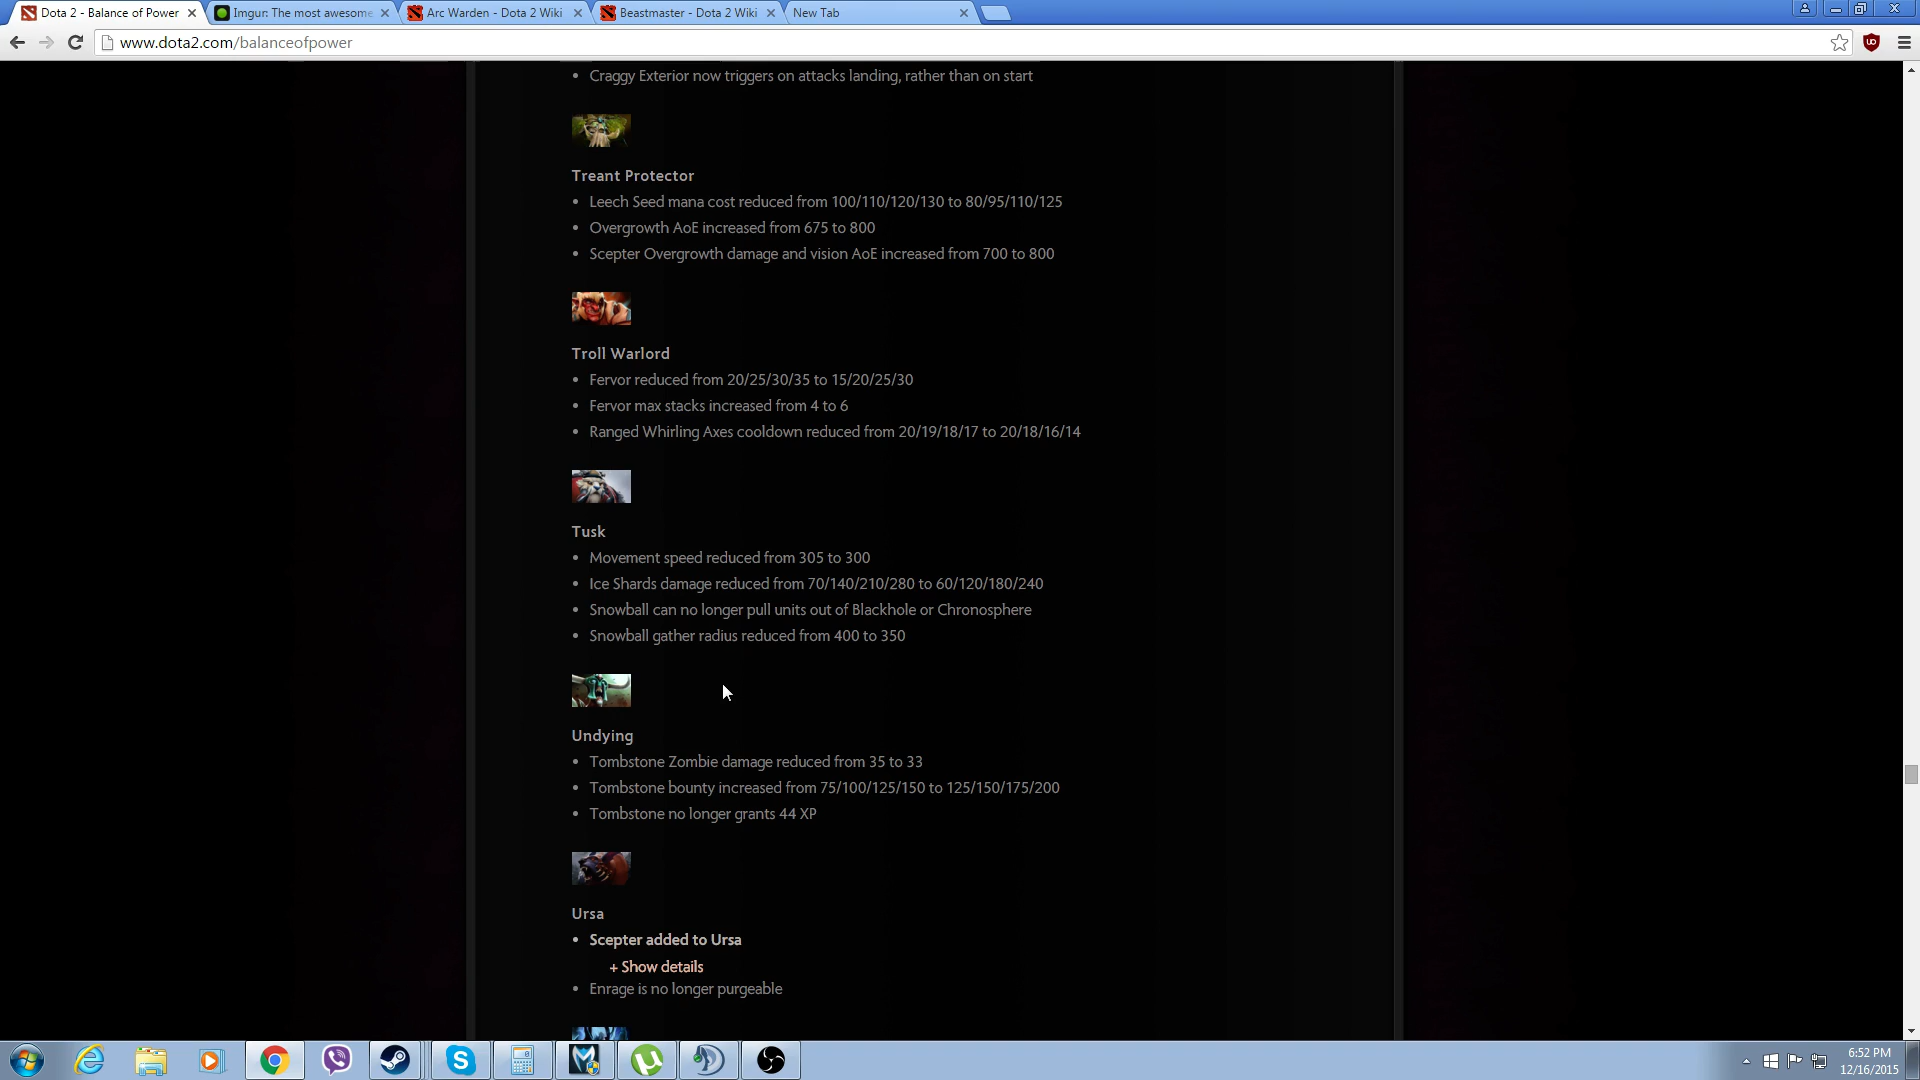 Dota 2 - Balance of Power
Imgur: The most awesome
Arc Warden - Dota 2 Wiki
Beastmaster - Dota 2 Wiki
New Tab
www.dota2.com/balanceofpower
• Craggy Exterior now triggers on attacks landing, rather than on start
Treant Protector
• Leech Seed mana cost reduced from 100/110/120/130 to 80/95/110/125
• Overgrowth AoE increased from 675 to 800
• Scepter Overgrowth damage and vision AoE increased from 700 to 800
Troll Warlord
• Fervor reduced from 20/25/30/35 to 15/20/25/30
• Fervor max stacks increased from 4 to 6
• Ranged Whirling Axes cooldown reduced from 20/19/18/17 to 20/18/16/14
Tusk
• Movement speed reduced from 305 to 300
• Ice Shards damage reduced from 70/140/210/280 to 60/120/180/240
• Snowball can no longer pull units out of Blackhole or Chronosphere
• Snowball gather radius reduced from 400 to 350
Undying
• Tombstone Zombie damage reduced from 35 to 33
• Tombstone bounty increased from 75/100/125/150 to 125/150/175/200
• Tombstone no longer grants 44 XP
Ursa
• Scepter added to Ursa
+ Show details
• Enrage is no longer purgeable
6:52 PM
12/16/2015